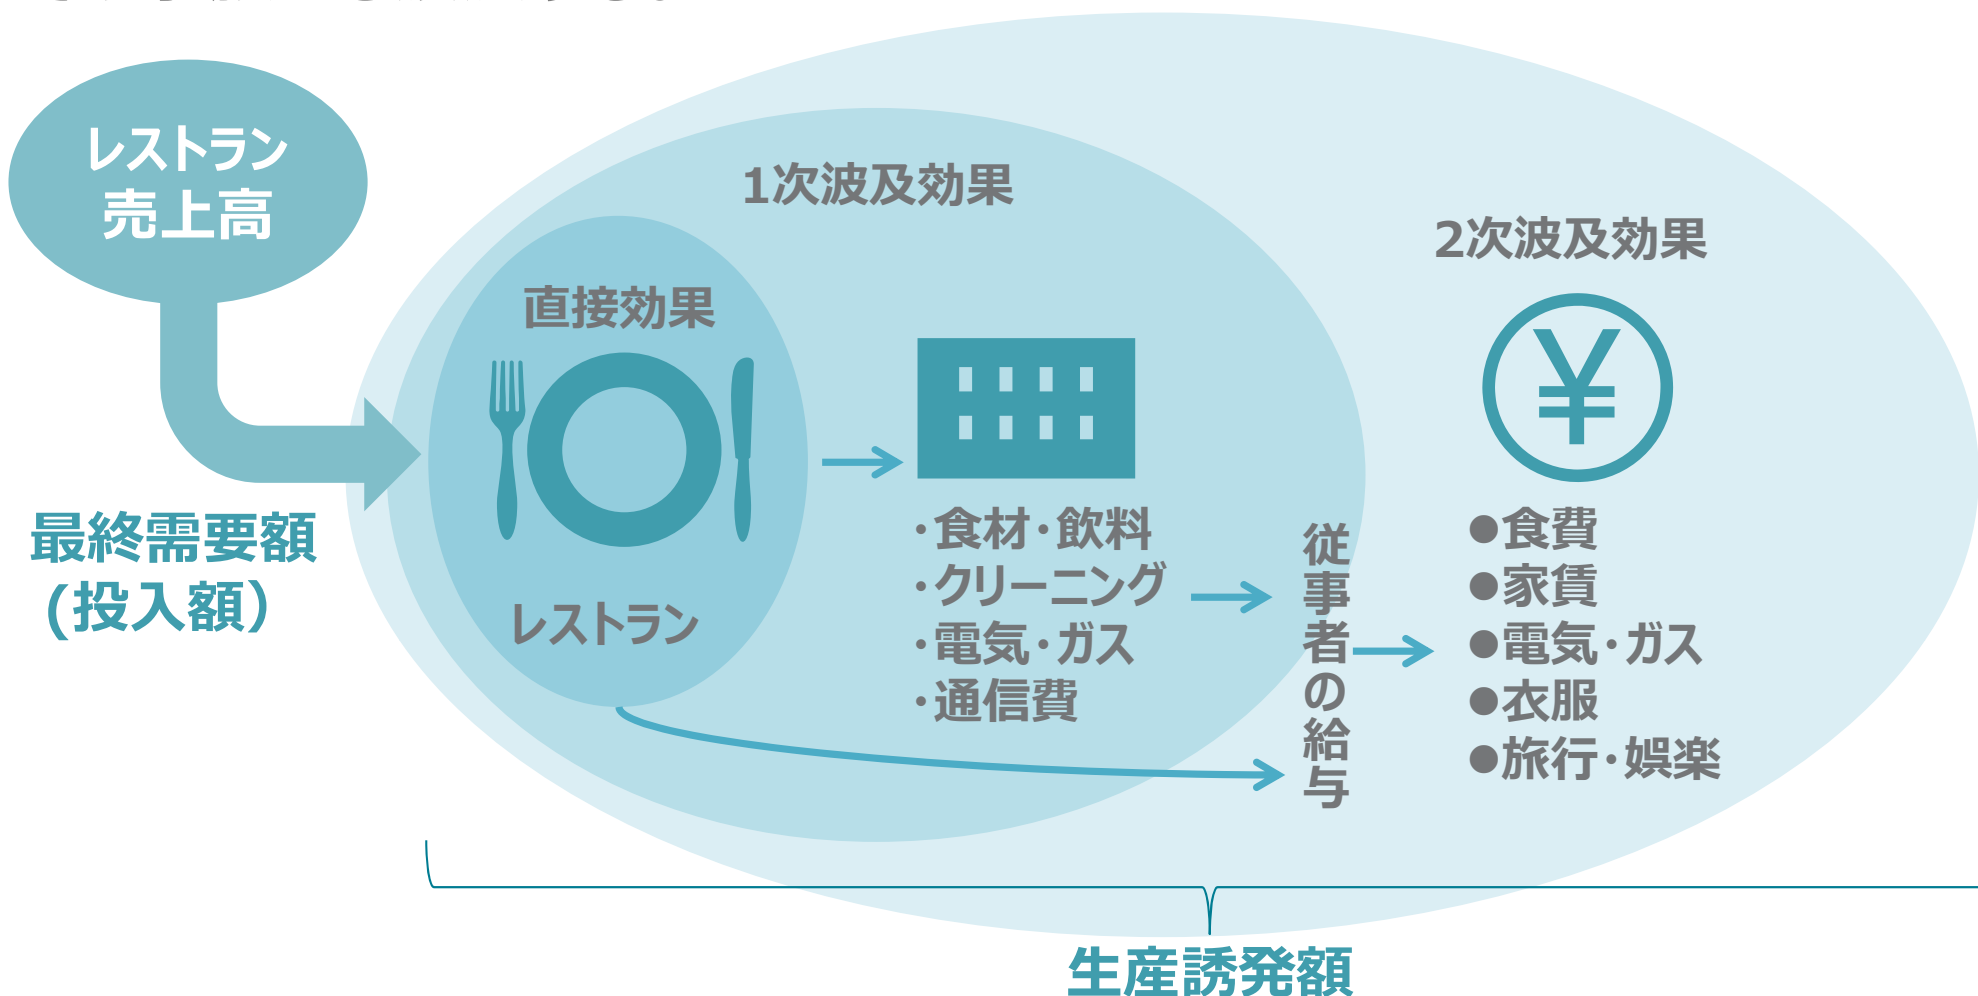 レストラン
売上高
最終需要額
(投入額）
直接効果
レストラン
1次波及効果
・食材・飲料
・クリーニング
・電気・ガス
・通信費
従事者の給与
2次波及効果
¥
●食費
●家賃
●電気・ガス
●衣服
●旅行・娯楽
生産誘発額